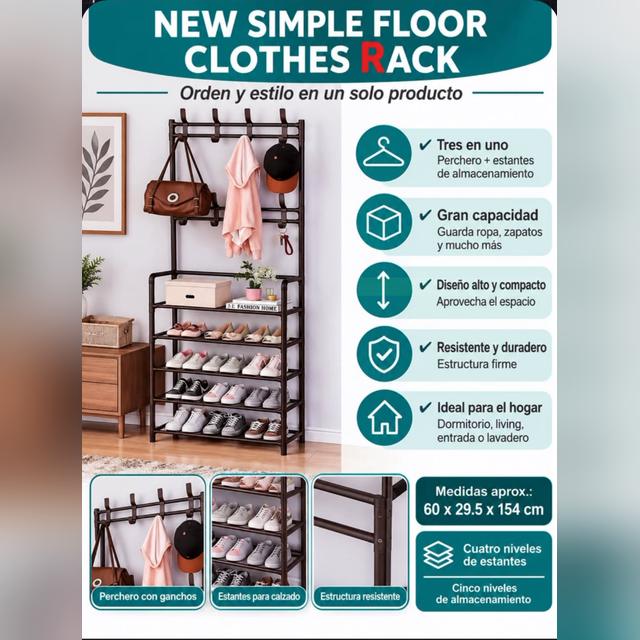 NEW SIMPLE FLOOR
CLOTHES RACK
Orden y estilo en un solo producto
✔ Tres en uno
Perchero + estantes
de almacenamiento
✔ Gran capacidad
Guarda ropa, zapatos
y mucho más
✔ Diseño alto y compacto
Aprovecha el espacio
✔ Resistente y duradero
Estructura firme
✔ Ideal para el hogar
Dormitorio, living,
entrada o lavadero
FASHION HOME
Perchero con ganchos
Estantes para calzado
Estructura resistente
Medidas aprox.:
60 x 29.5 x 154 cm
Cuatro niveles
de estantes
Cinco niveles
de almacenamiento